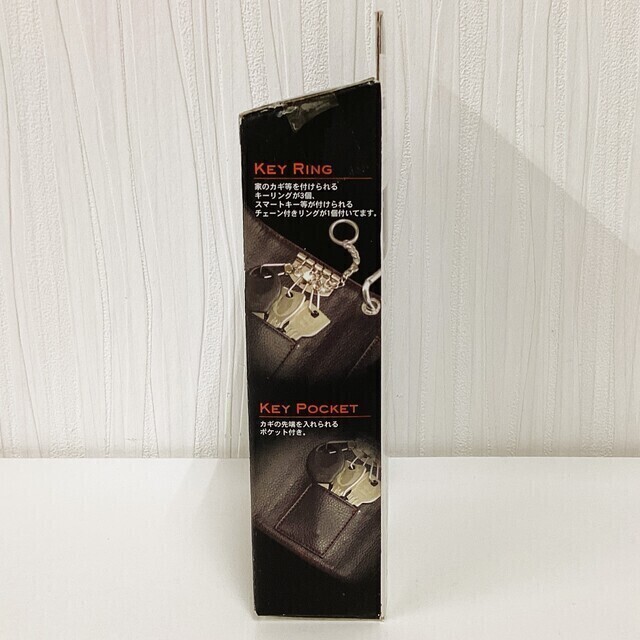 KEY RING
家のカギ等を付けられる
キーリングが3個、
スマートキー等が付けられる
チェーン付きリングが1個付いてます。
KEY POCKET
カギの先端を入れられる
ポケット付き。